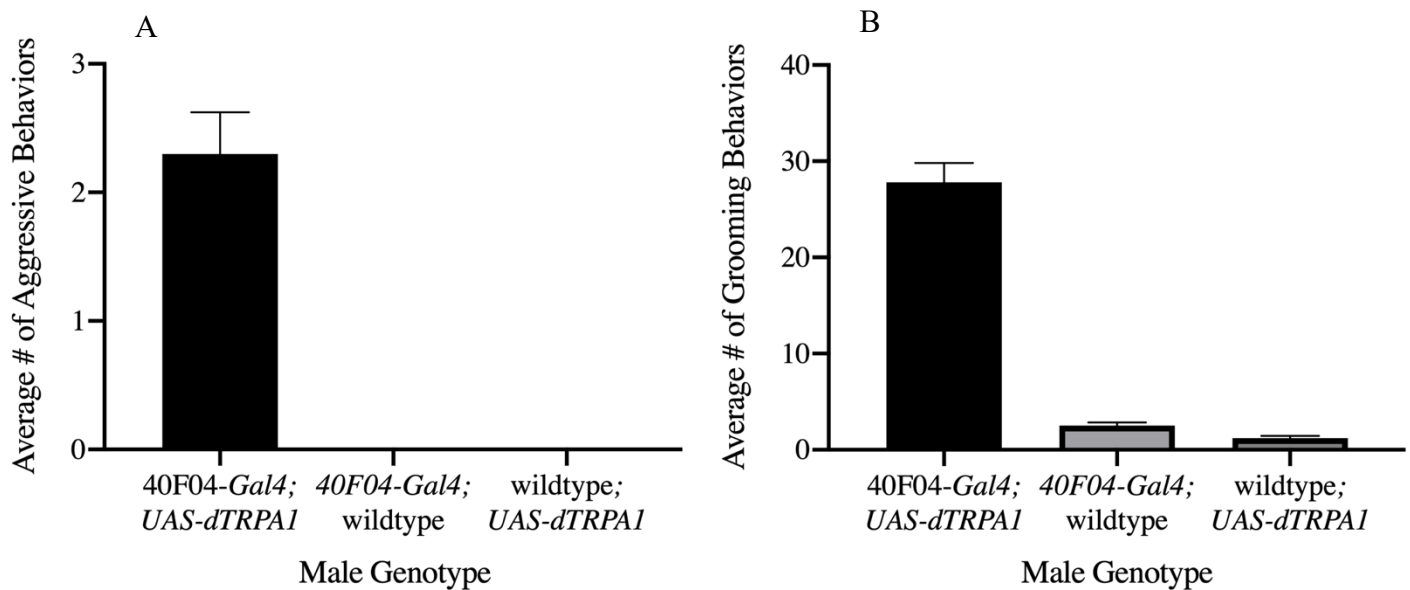 A
Average # of Aggressive Behaviors
3
2
1
0
40F04-Gal4; 40F04-Gal4; wildtype;
UAS-dTRPA1 wildtype UAS-dTRPA1
Male Genotype
B
Average # of Grooming Behaviors
40
30
20
10
0
40F04-Gal4; 40F04-Gal4; wildtype;
UAS-dTRPA1 wildtype UAS-dTRPA1
Male Genotype